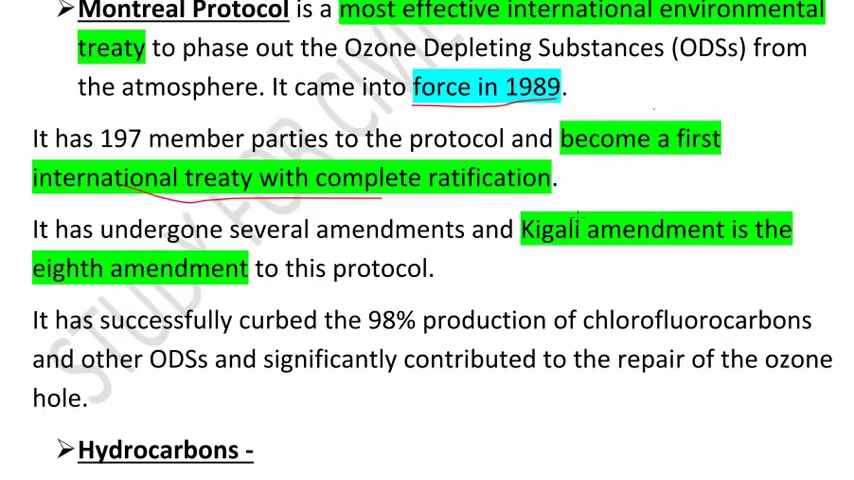 ➢Montreal Protocol is a most effective international environmental
treaty to phase out the Ozone Depleting Substances (ODSs) from
the atmosphere. It came into force in 1989.
It has 197 member parties to the protocol and become a first
international treaty with complete ratification.
It has undergone several amendments and Kigali amendment is the
eighth amendment to this protocol.
It has successfully curbed the 98% production of chlorofluorocarbons
and other ODSs and significantly contributed to the repair of the ozone
hole.
➢Hydrocarbons -
STUDY FOR CIVIL